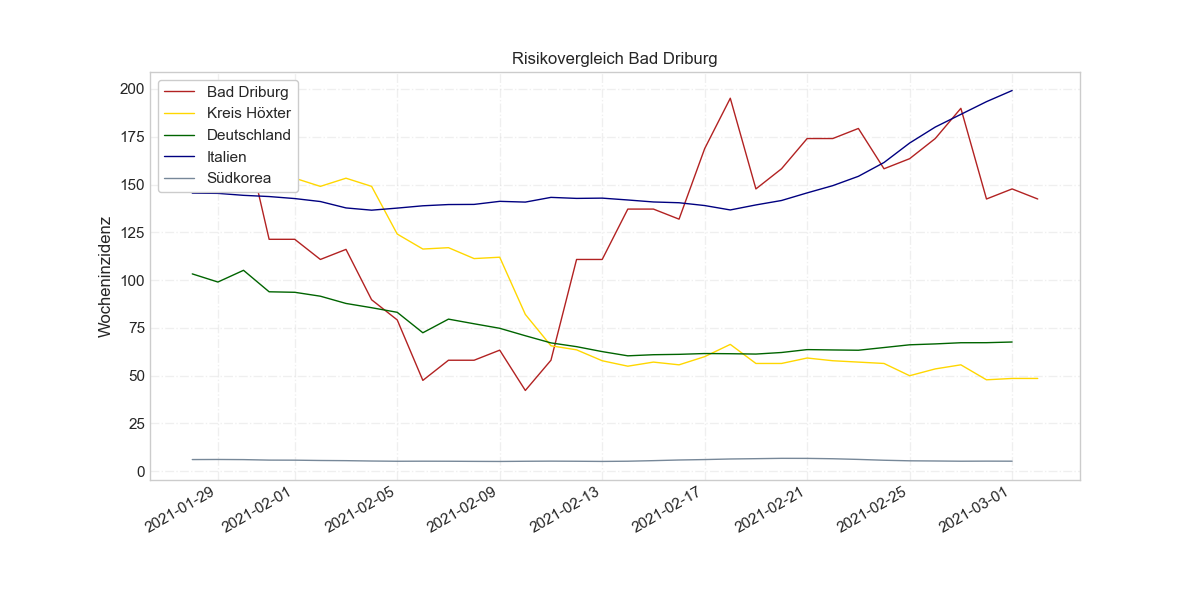 Risikovergleich Bad Driburg
Wocheninzidenz
200
175
150
125
100
75
50
25
0
Bad Driburg
Kreis Höxter
Deutschland
Italien
Südkorea
2021-01-29
2021-02-01
2021-02-05
2021-02-09
2021-02-13
2021-02-17
2021-02-21
2021-02-25
2021-03-01